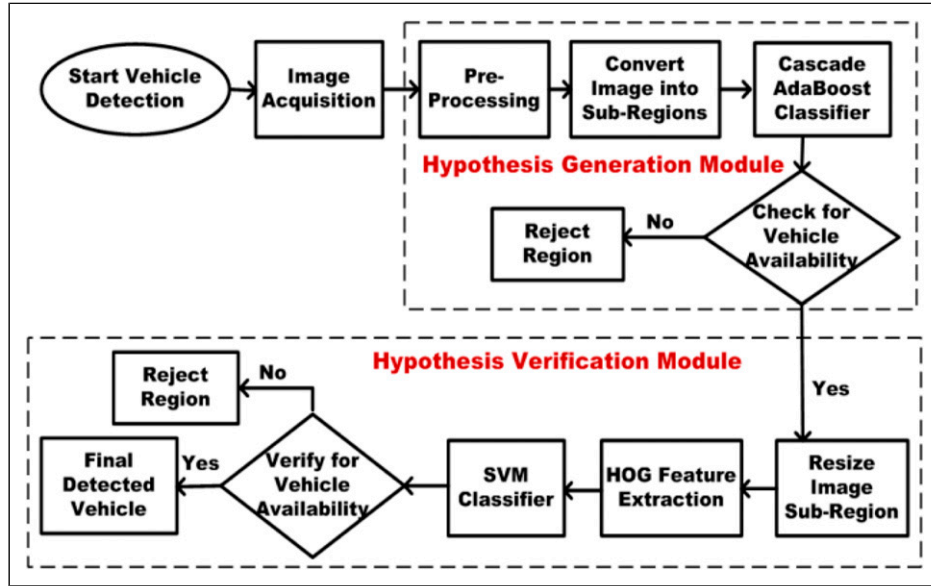 Start Vehicle
Detection
Image
Acquisition
Pre-
Processing
Convert
Image into
Sub-Regions
Cascade
AdaBoost
Classifier
Hypothesis Generation Module
Check for
Vehicle
Availability
No
Reject
Region
Yes
Hypothesis Verification Module
Resize
Image
Sub-Region
HOG Feature
Extraction
SVM
Classifier
Verify for
Vehicle
Availability
No
Reject
Region
Yes
Final
Detected
Vehicle